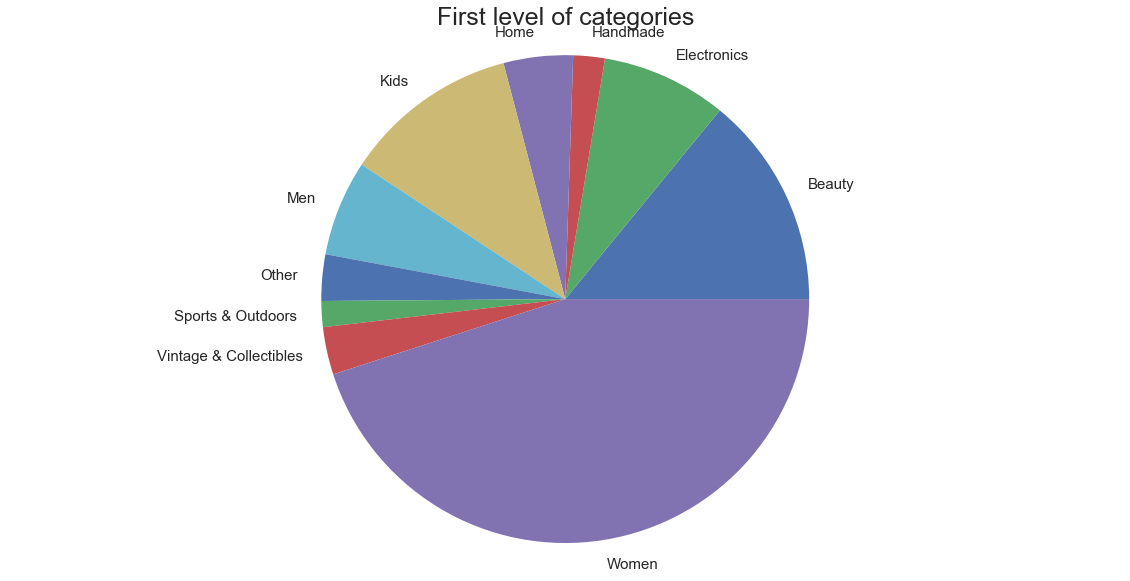 First level of categories
Home
Handmade
Electronics
Kids
Beauty
Men
Other
Sports & Outdoors
Vintage & Collectibles
Women